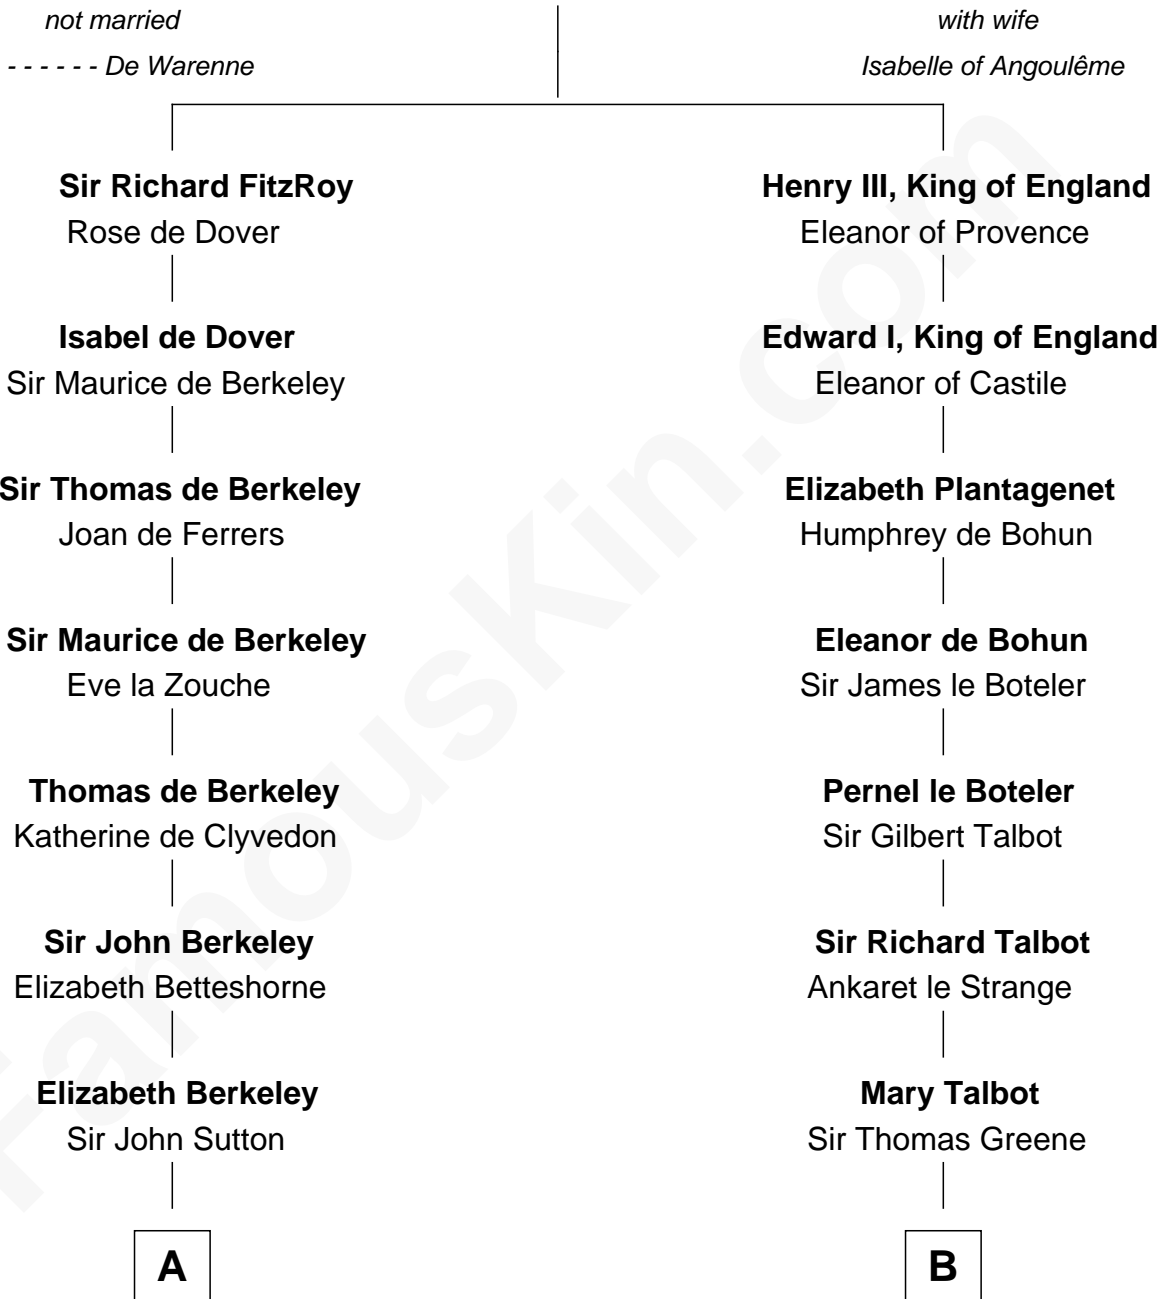 not married
with wife
- - - - - - De Warenne
Isabelle of Angoulême
Sir Richard FitzRoy
Rose de Dover
Henry III, King of England
Eleanor of Provence
Isabel de Dover
Sir Maurice de Berkeley
Edward I, King of England
Eleanor of Castile
Sir Thomas de Berkeley
Joan de Ferrers
Elizabeth Plantagenet
Humphrey de Bohun
Sir Maurice de Berkeley
Eve la Zouche
Eleanor de Bohun
Sir James le Boteler
Thomas de Berkeley
Katherine de Clyvedon
Pernel le Boteler
Sir Gilbert Talbot
Sir John Berkeley
Elizabeth Betteshorne
Sir Richard Talbot
Ankaret le Strange
Elizabeth Berkeley
Sir John Sutton
Mary Talbot
Sir Thomas Greene
A
B
FamousKin.com